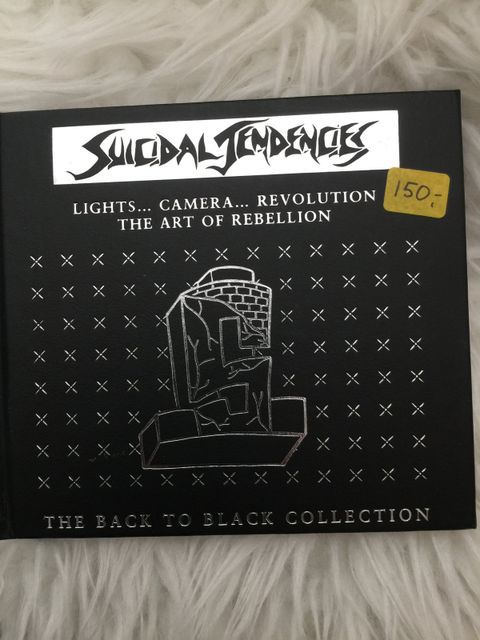 SUICIDAL TENDENCIES
LIGHTS... CAMERA... REVOLUTION
150,-
THE ART OF REBELLION
THE BACK TO BLACK COLLECTION